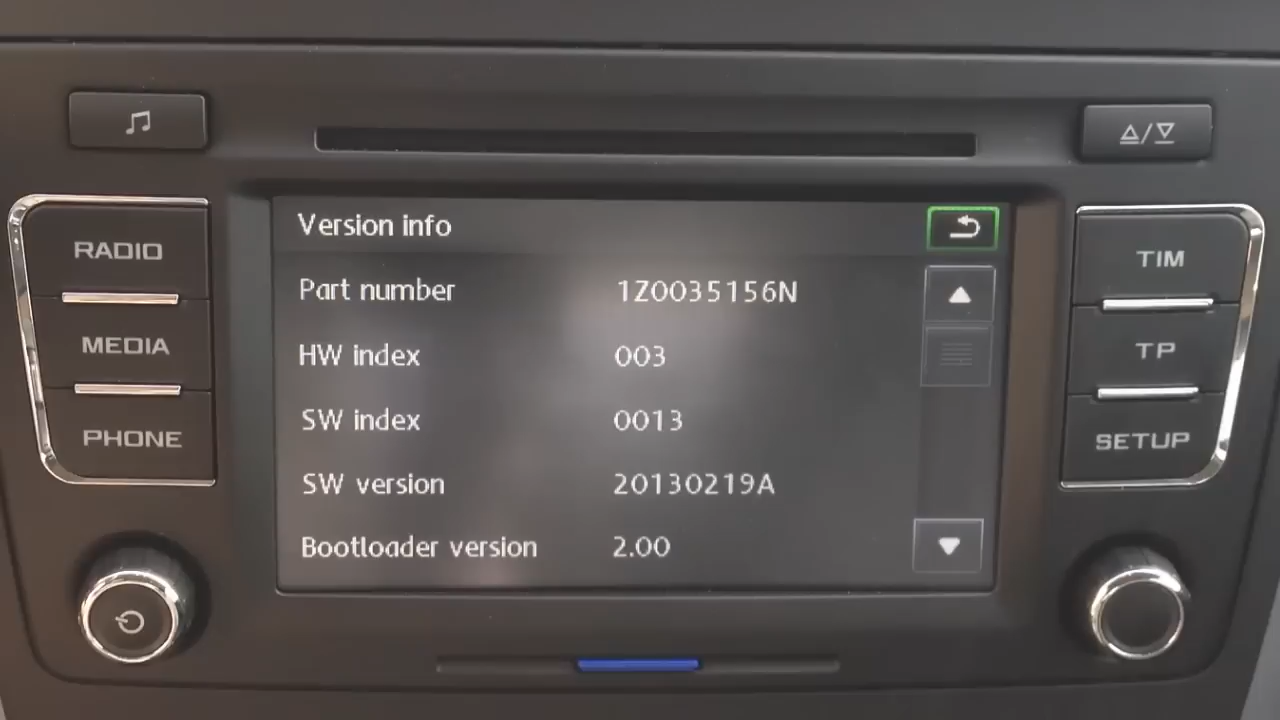 RADIO
MEDIA
PHONE
Version info
Part number 1Z0035156N
HW index 003
SW index 0013
SW version 20130219A
Bootloader version 2.00
TIM
TP
SETUP